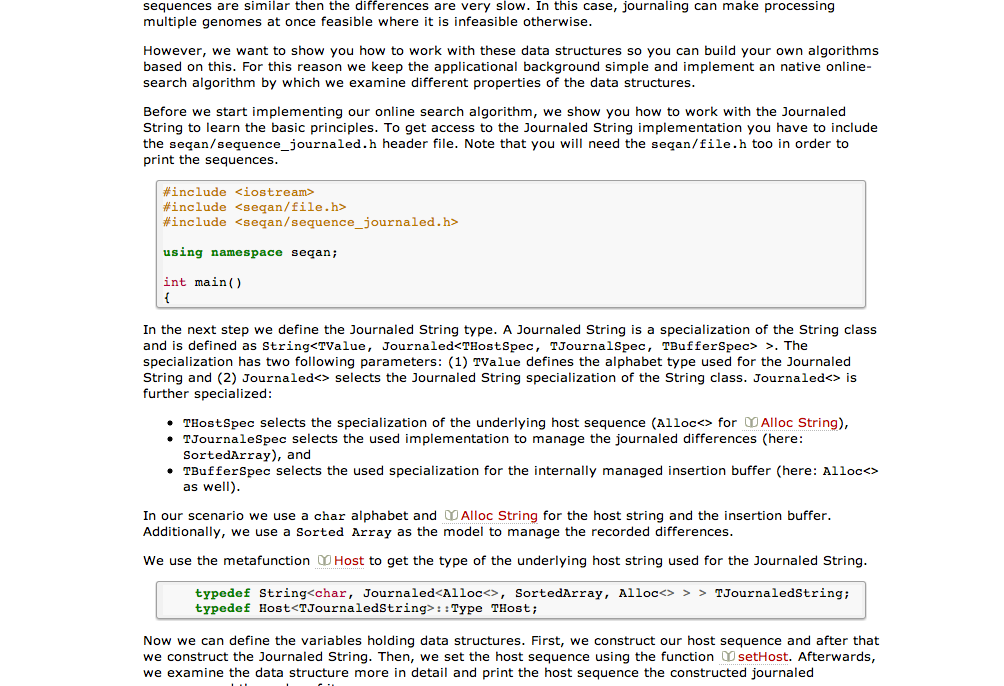 sequences are similar then the differences are very slow. In this case, journaling can make processing
multiple genomes at once feasible where it is infeasible otherwise.
However, we want to show you how to work with these data structures so you can build your own algorithms
based on this. For this reason we keep the applicational background simple and implement an native online-
search algorithm by which we examine different properties of the data structures.
Before we start implementing our online search algorithm, we show you how to work with the Journaled
String to learn the basic principles. To get access to the Journaled String implementation you have to include
the seqan/sequence_journaled.h header file. Note that you will need the seqan/file.h too in order to
print the sequences.
#include <iostream>
#include <seqan/file.h>
#include <seqan/sequence_journaled.h>
using namespace seqan;
int main()
{
In the next step we define the Journaled String type. A Journaled String is a specialization of the String class
and is defined as String<TValue, Journaled<THostSpec, TJournalSpec, TBufferSpec> >. The
specialization has two following parameters: (1) TValue defines the alphabet type used for the Journaled
String and (2) Journaled<> selects the Journaled String specialization of the String class. Journaled<> is
further specialized:
• THostSpec selects the specialization of the underlying host sequence (Alloc<> for Alloc String),
• TJournaleSpec selects the used implementation to manage the journaled differences (here:
SortedArray), and
• TBufferSpec selects the used specialization for the internally managed insertion buffer (here: Alloc<>
as well).
In our scenario we use a char alphabet and Alloc String for the host string and the insertion buffer.
Additionally, we use a Sorted Array as the model to manage the recorded differences.
We use the metafunction Host to get the type of the underlying host string used for the Journaled String.
typedef String<char, Journaled<Alloc<>, SortedArray, Alloc<> > > TJournaledString;
typedef Host<TJournaledString>::Type THost;
Now we can define the variables holding data structures. First, we construct our host sequence and after that
we construct the Journaled String. Then, we set the host sequence using the function setHost. Afterwards,
we examine the data structure more in detail and print the host sequence the constructed journaled